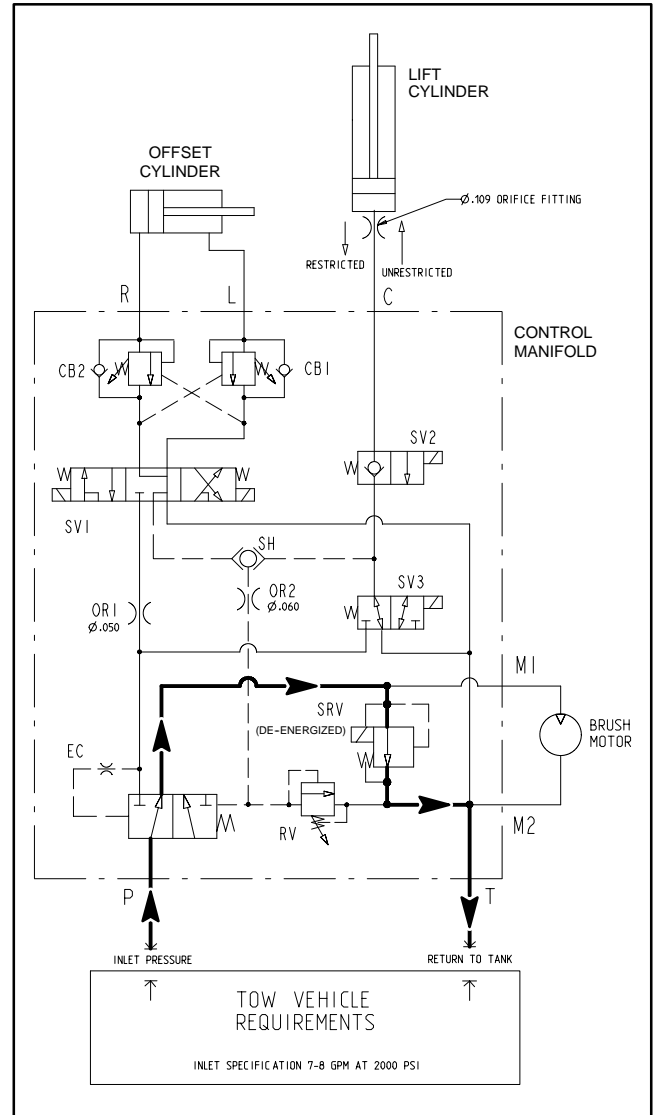 LIFT
CYLINDER
OFFSET
CYLINDER
Ø.109 ORIFICE FITTING
RESTRICTED
UNRESTRICTED
R
L
C
CONTROL
MANIFOLD
CB2
CB1
SV2
SV1
SH
SV3
OR1
Ø.050
OR2
Ø.060
M1
SRV
(DE-ENERGIZED)
BRUSH
MOTOR
EC
RV
M2
P
T
INLET PRESSURE
RETURN TO TANK
TOW VEHICLE
REQUIREMENTS
INLET SPECIFICATION 7-8 GPM AT 2000 PSI